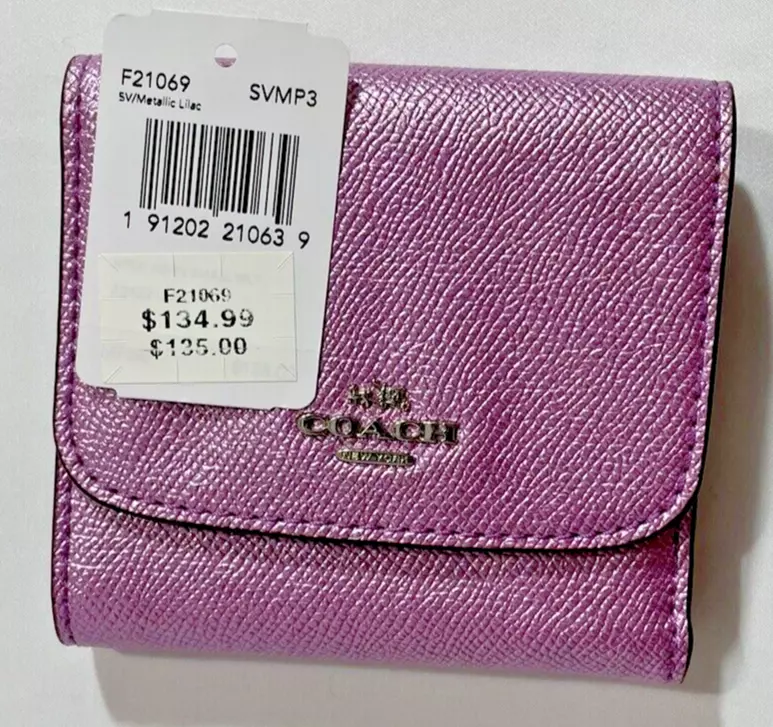 F21069
SVMP3
SV/Metallic Lilac
1 91202 21063 9
F21069
$134.99
$135.00
COACH
NEW YORK